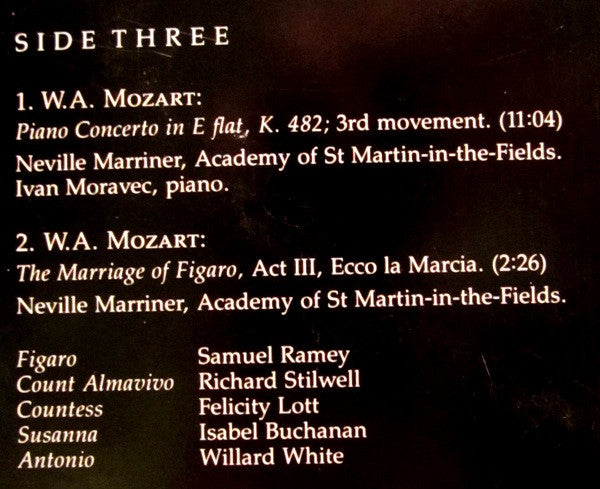 SIDE THREE
1. W.A. MOZART:
Piano Concerto in E flat, K. 482; 3rd movement. (11:04)
Neville Marriner, Academy of St Martin-in-the-Fields.
Ivan Moravec, piano.
2. W.A. MOZART:
The Marriage of Figaro, Act III, Ecco la Marcia. (2:26)
Neville Marriner, Academy of St Martin-in-the-Fields.
Figaro Samuel Ramey
Count Almavivo Richard Stilwell
Countess Felicity Lott
Susanna Isabel Buchanan
Antonio Willard White